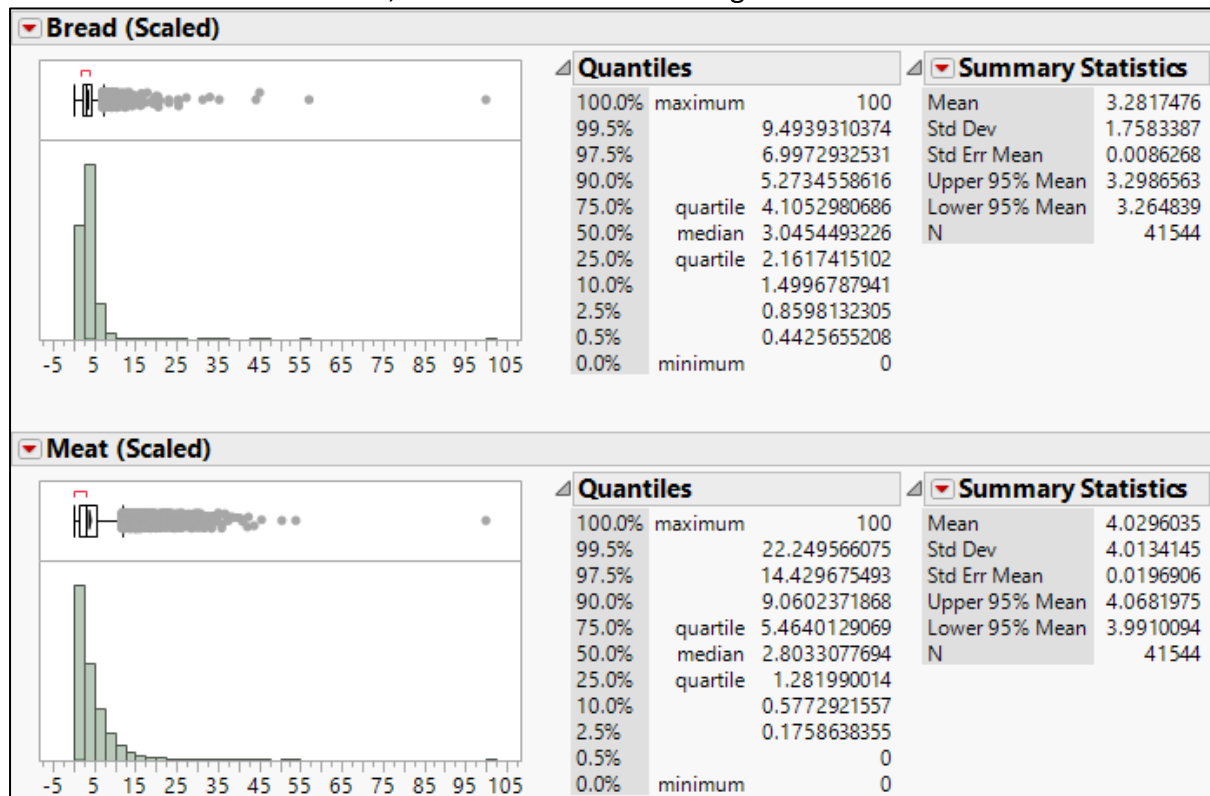 Bread (Scaled)
Quantiles
100.0% maximum 100
99.5% 9.4939310374
97.5% 6.9972932531
90.0% 5.2734558616
75.0% quartile 4.1052980686
50.0% median 3.0454493226
25.0% quartile 2.1617415102
10.0% 1.4996787941
2.5% 0.8598132305
0.5% 0.4425655208
0.0% minimum 0
Summary Statistics
Mean 3.2817476
Std Dev 1.7583387
Std Err Mean 0.0086268
Upper 95% Mean 3.2986563
Lower 95% Mean 3.264839
N 41544
-5 5 15 25 35 45 55 65 75 85 95 105
Meat (Scaled)
Quantiles
100.0% maximum 100
99.5% 22.249566075
97.5% 14.429675493
90.0% 9.0602371868
75.0% quartile 5.4640129069
50.0% median 2.8033077694
25.0% quartile 1.281990014
10.0% 0.5772921557
2.5% 0.1758638355
0.5% 0
0.0% minimum 0
Summary Statistics
Mean 4.0296035
Std Dev 4.0134145
Std Err Mean 0.0196906
Upper 95% Mean 4.0681975
Lower 95% Mean 3.9910094
N 41544
-5 5 15 25 35 45 55 65 75 85 95 105